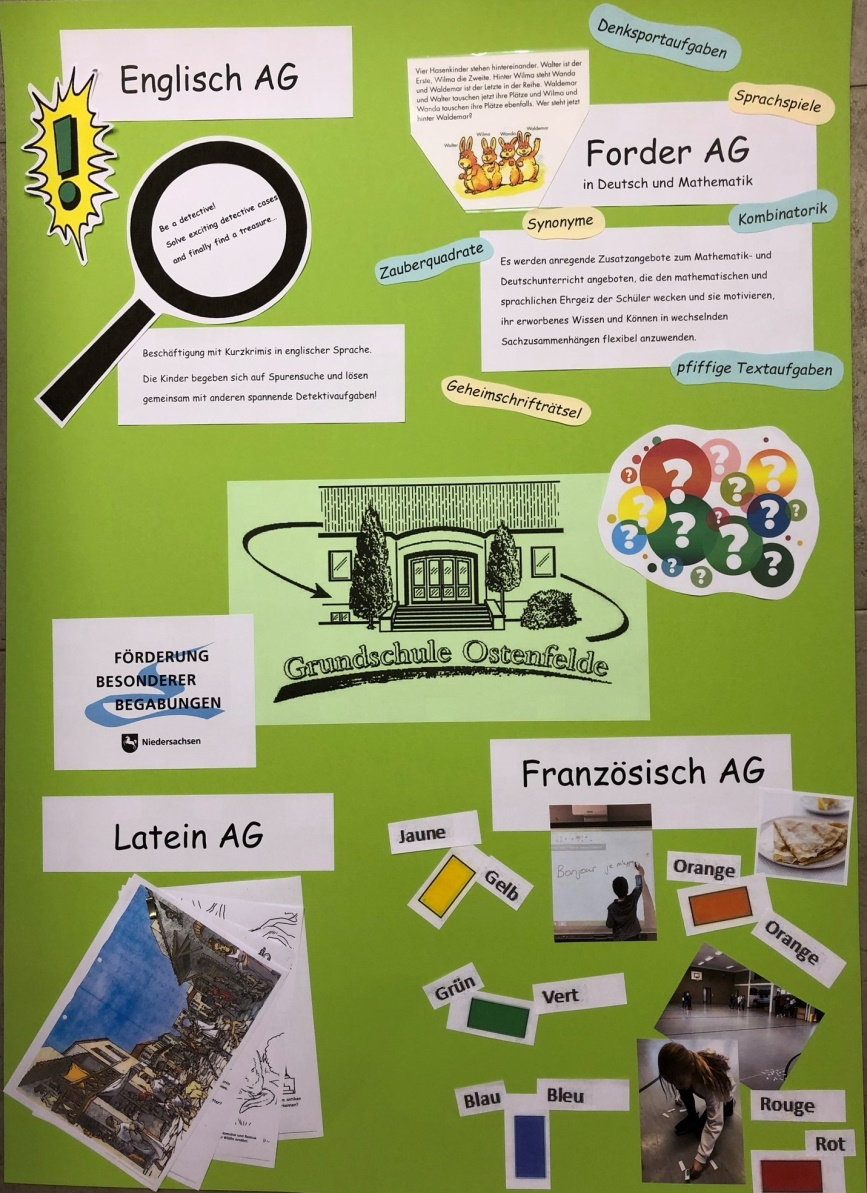 Englisch AG
Be a detective!
Solve exciting detective cases
and finally find a treasure...
Beschäftigung mit Kurzkrimis in englischer Sprache.
Die Kinder begeben sich auf Spurensuche und lösen
gemeinsam mit anderen spannende Detektivaufgaben!
Denksportaufgaben
Vier Hasenkinder stehen hintereinander. Walter ist der
Erste, Wilma die Zweite. Hinter Wilma steht Wanda
und Waldemar ist der Letzte in der Reihe. Waldemar
und Walter tauschen jetzt ihre Plätze und Wilma und
Wanda tauschen ihre Plätze ebenfalls. Wer steht jetzt
hinter Waldemar?
Walter Wilma Wanda Waldemar
Sprachspiele
Forder AG
in Deutsch und Mathematik
Synonyme
Kombinatorik
Zauberquadrate
Es werden anregende Zusatzangebote zum Mathematik- und
Deutschunterricht angeboten, die den mathematischen und
sprachlichen Ehrgeiz der Schüler wecken und sie motivieren,
ihr erworbenes Wissen und Können in wechselnden
Sachzusammenhängen flexibel anzuwenden.
pfiffige Textaufgaben
Geheimschrifträtsel
Grundschule Ostenfelde
FÖRDERUNG
BESONDERER
BEGABUNGEN
Niedersachsen
Latein AG
Französisch AG
Jaune
Gelb
Bonjour je m'app
Orange
Orange
Grün
Vert
Blau
Bleu
Rouge
Rot